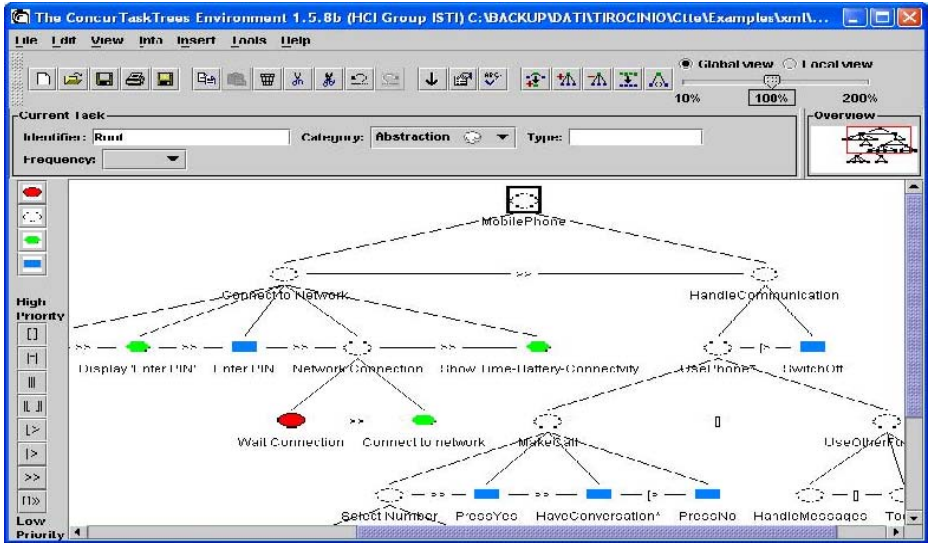 The ConcurTaskTrees Environment 1.5.8b (HCI Group ISTI) C:\BACKUP\DATI\TIROCINIO\Ctte\Examples\xml\...
File Edit View Info Insert Tools Help
Global view Local view
10% 100% 200%
Current Task Overview
Identifier: Root Category: Abstraction Type:
Frequency:
MobilePhone
>>
Connect to Network HandleCommunication
High
Priority
[]
|=|
|||
|[ ]|
[>
|>
>>
[]>>
Low
Priority
>> >> >> >> [>
Display 'Enter PIN' Enter PIN Network Connection Show Time-Battery-Connectivity UsePhone* SwitchOff
>> []
Wait Connection Connect to network MakeCall
>> >> [> []
Select Number PressYes HaveConversation* PressNo HandleMessages